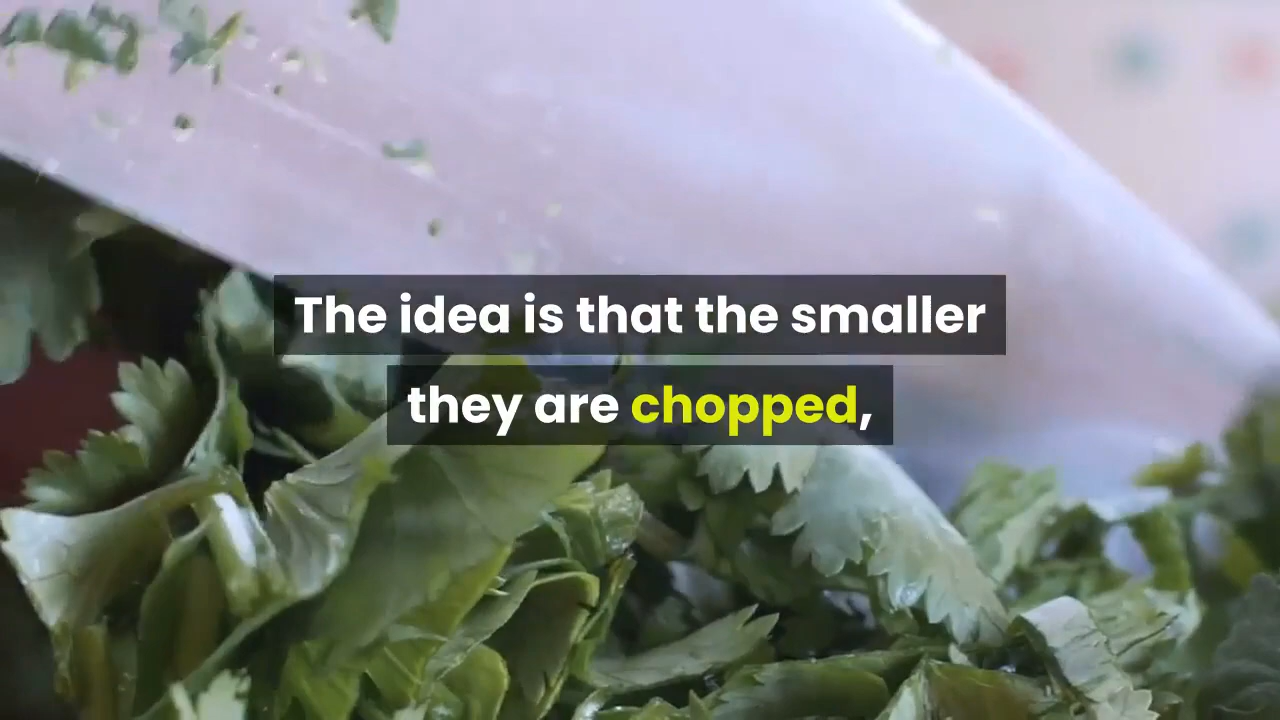 The idea is that the smaller
they are chopped,